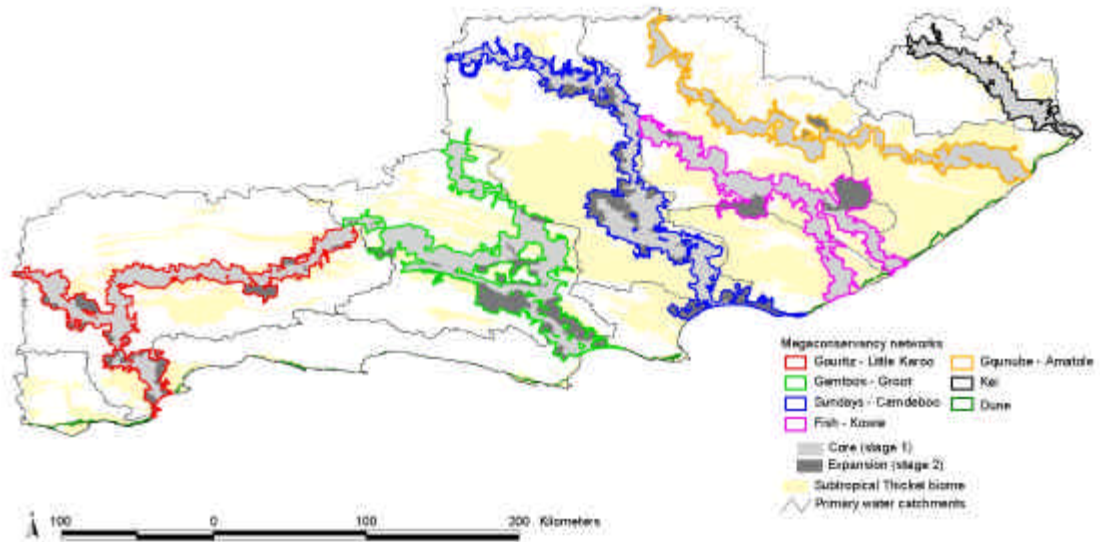 Megaconservancy networks
Gouritz - Little Karoo
Gqunube - Amatole
Gamtoos - Groot
Kei
Sundays - Camdeboo
Dune
Fish - Kowie
Core (stage 1)
Expansion (stage 2)
Subtropical Thicket biome
Primary water catchments
100 0 100 200 Kilometers